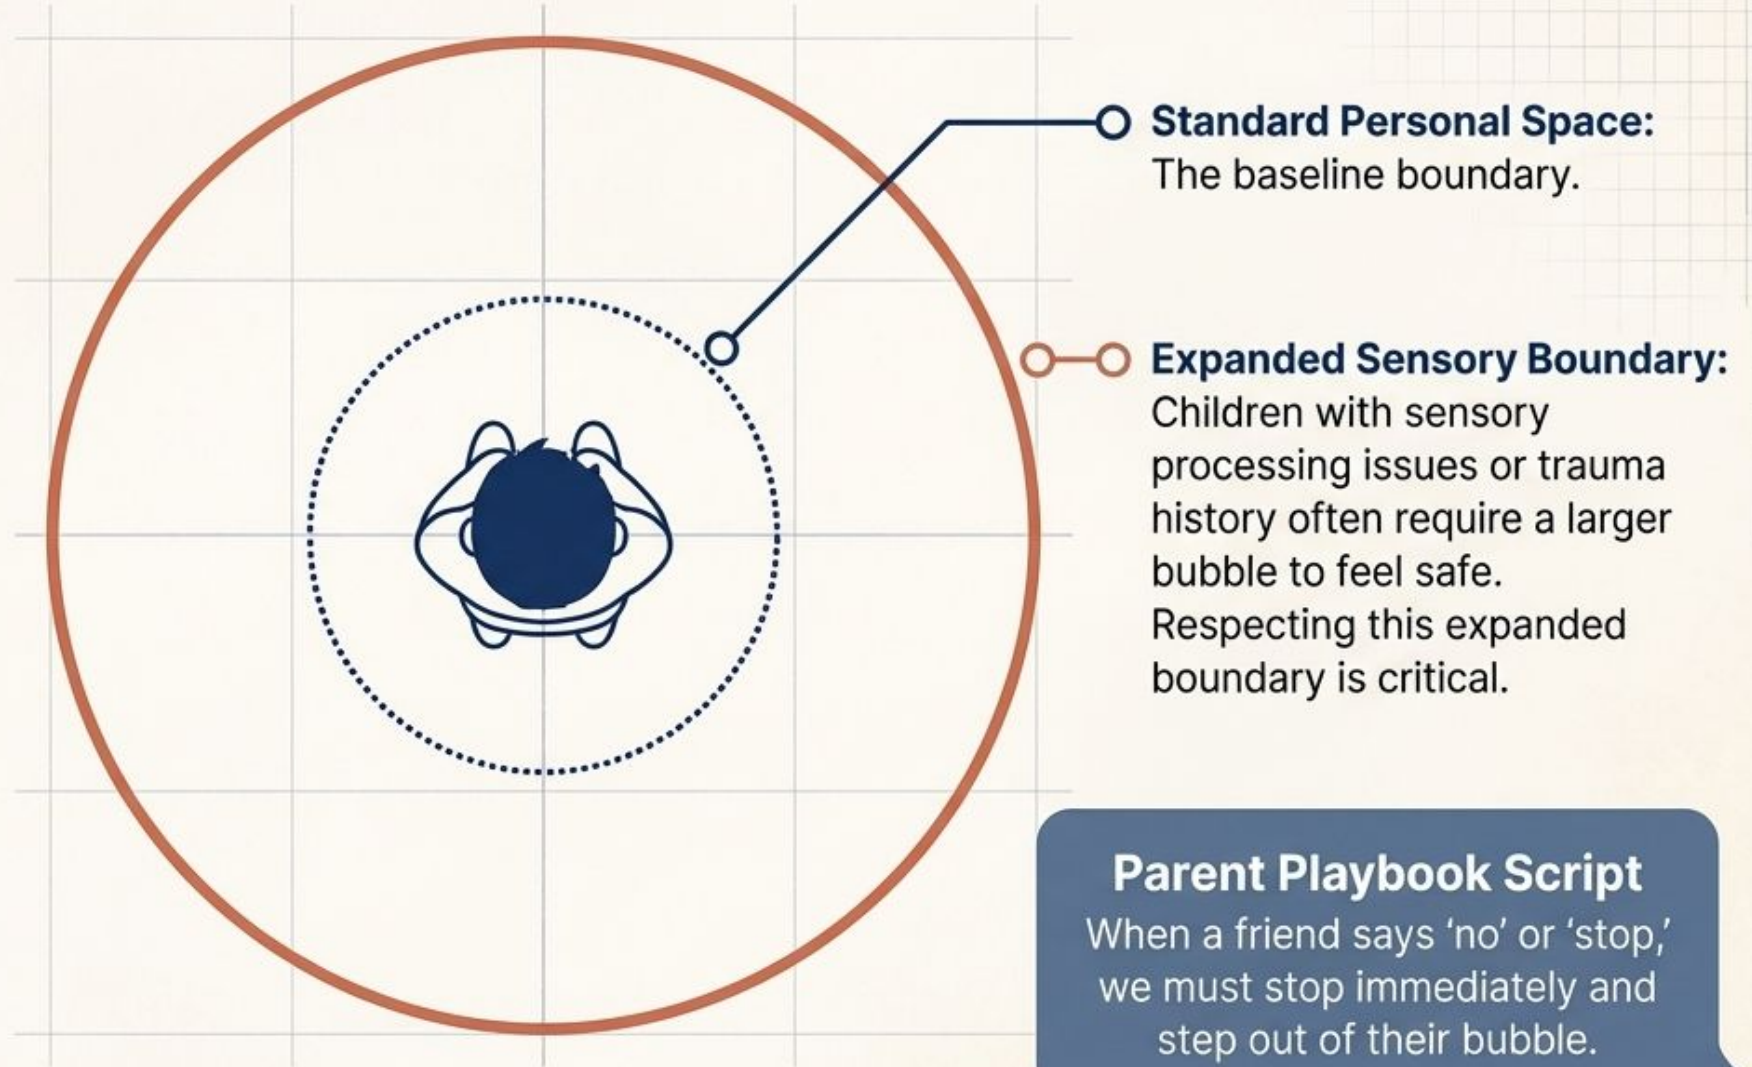 Standard Personal Space:
The baseline boundary.
Expanded Sensory Boundary:
Children with sensory
processing issues or trauma
history often require a larger
bubble to feel safe.
Respecting this expanded
boundary is critical.
Parent Playbook Script
When a friend says ‘no’ or ‘stop,’
we must stop immediately and
step out of their bubble.